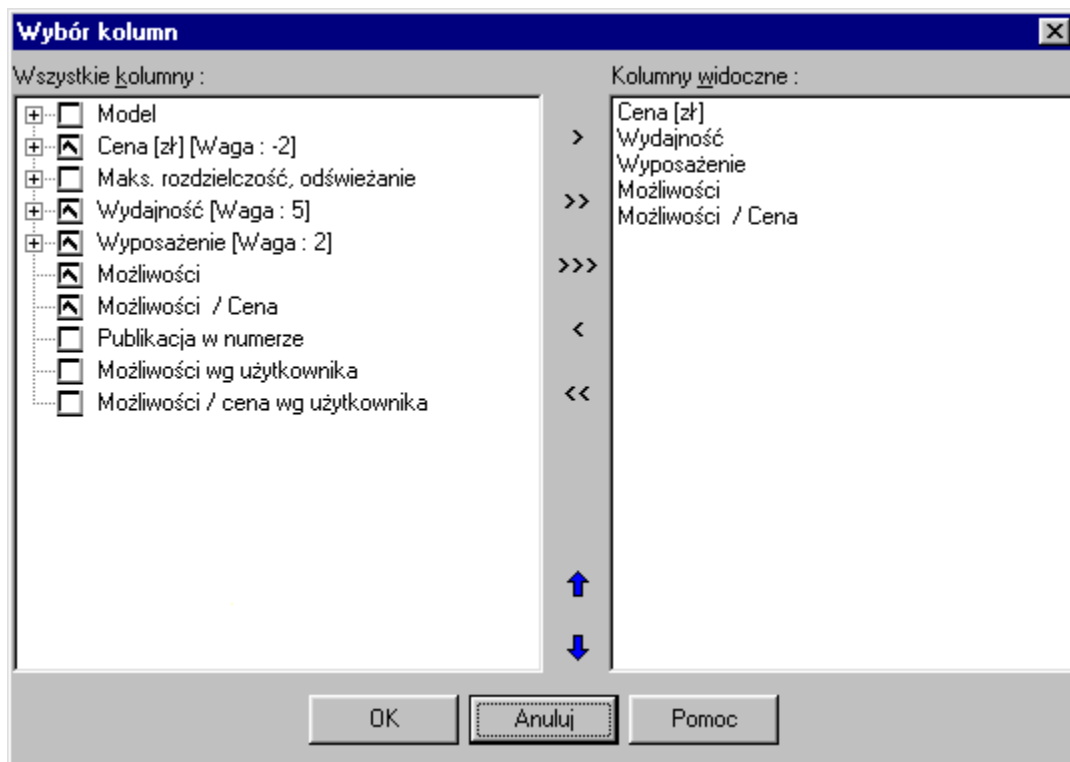 Wybór kolumn
Wszystkie kolumny :
Model
Cena [zł] [Waga : -2]
Maks. rozdzielczość, odświeżanie
Wydajność [Waga : 5]
Wyposażenie [Waga : 2]
Możliwości
Możliwości / Cena
Publikacja w numerze
Możliwości wg użytkownika
Możliwości / cena wg użytkownika
>
>>
>>>
<
<<
Kolumny widoczne :
Cena [zł]
Wydajność
Wyposażenie
Możliwości
Możliwości / Cena
OK
Anuluj
Pomoc